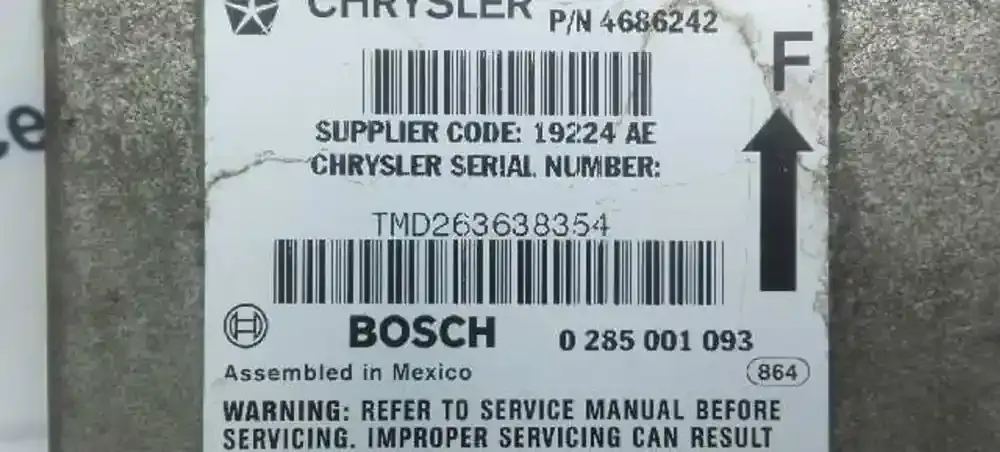 CHRYSLER P/N 4686242
F
SUPPLIER CODE: 19224 AE
CHRYSLER SERIAL NUMBER:
TMD263638354
BOSCH 0 285 001 093
Assembled in Mexico 864
WARNING: REFER TO SERVICE MANUAL BEFORE
SERVICING. IMPROPER SERVICING CAN RESULT